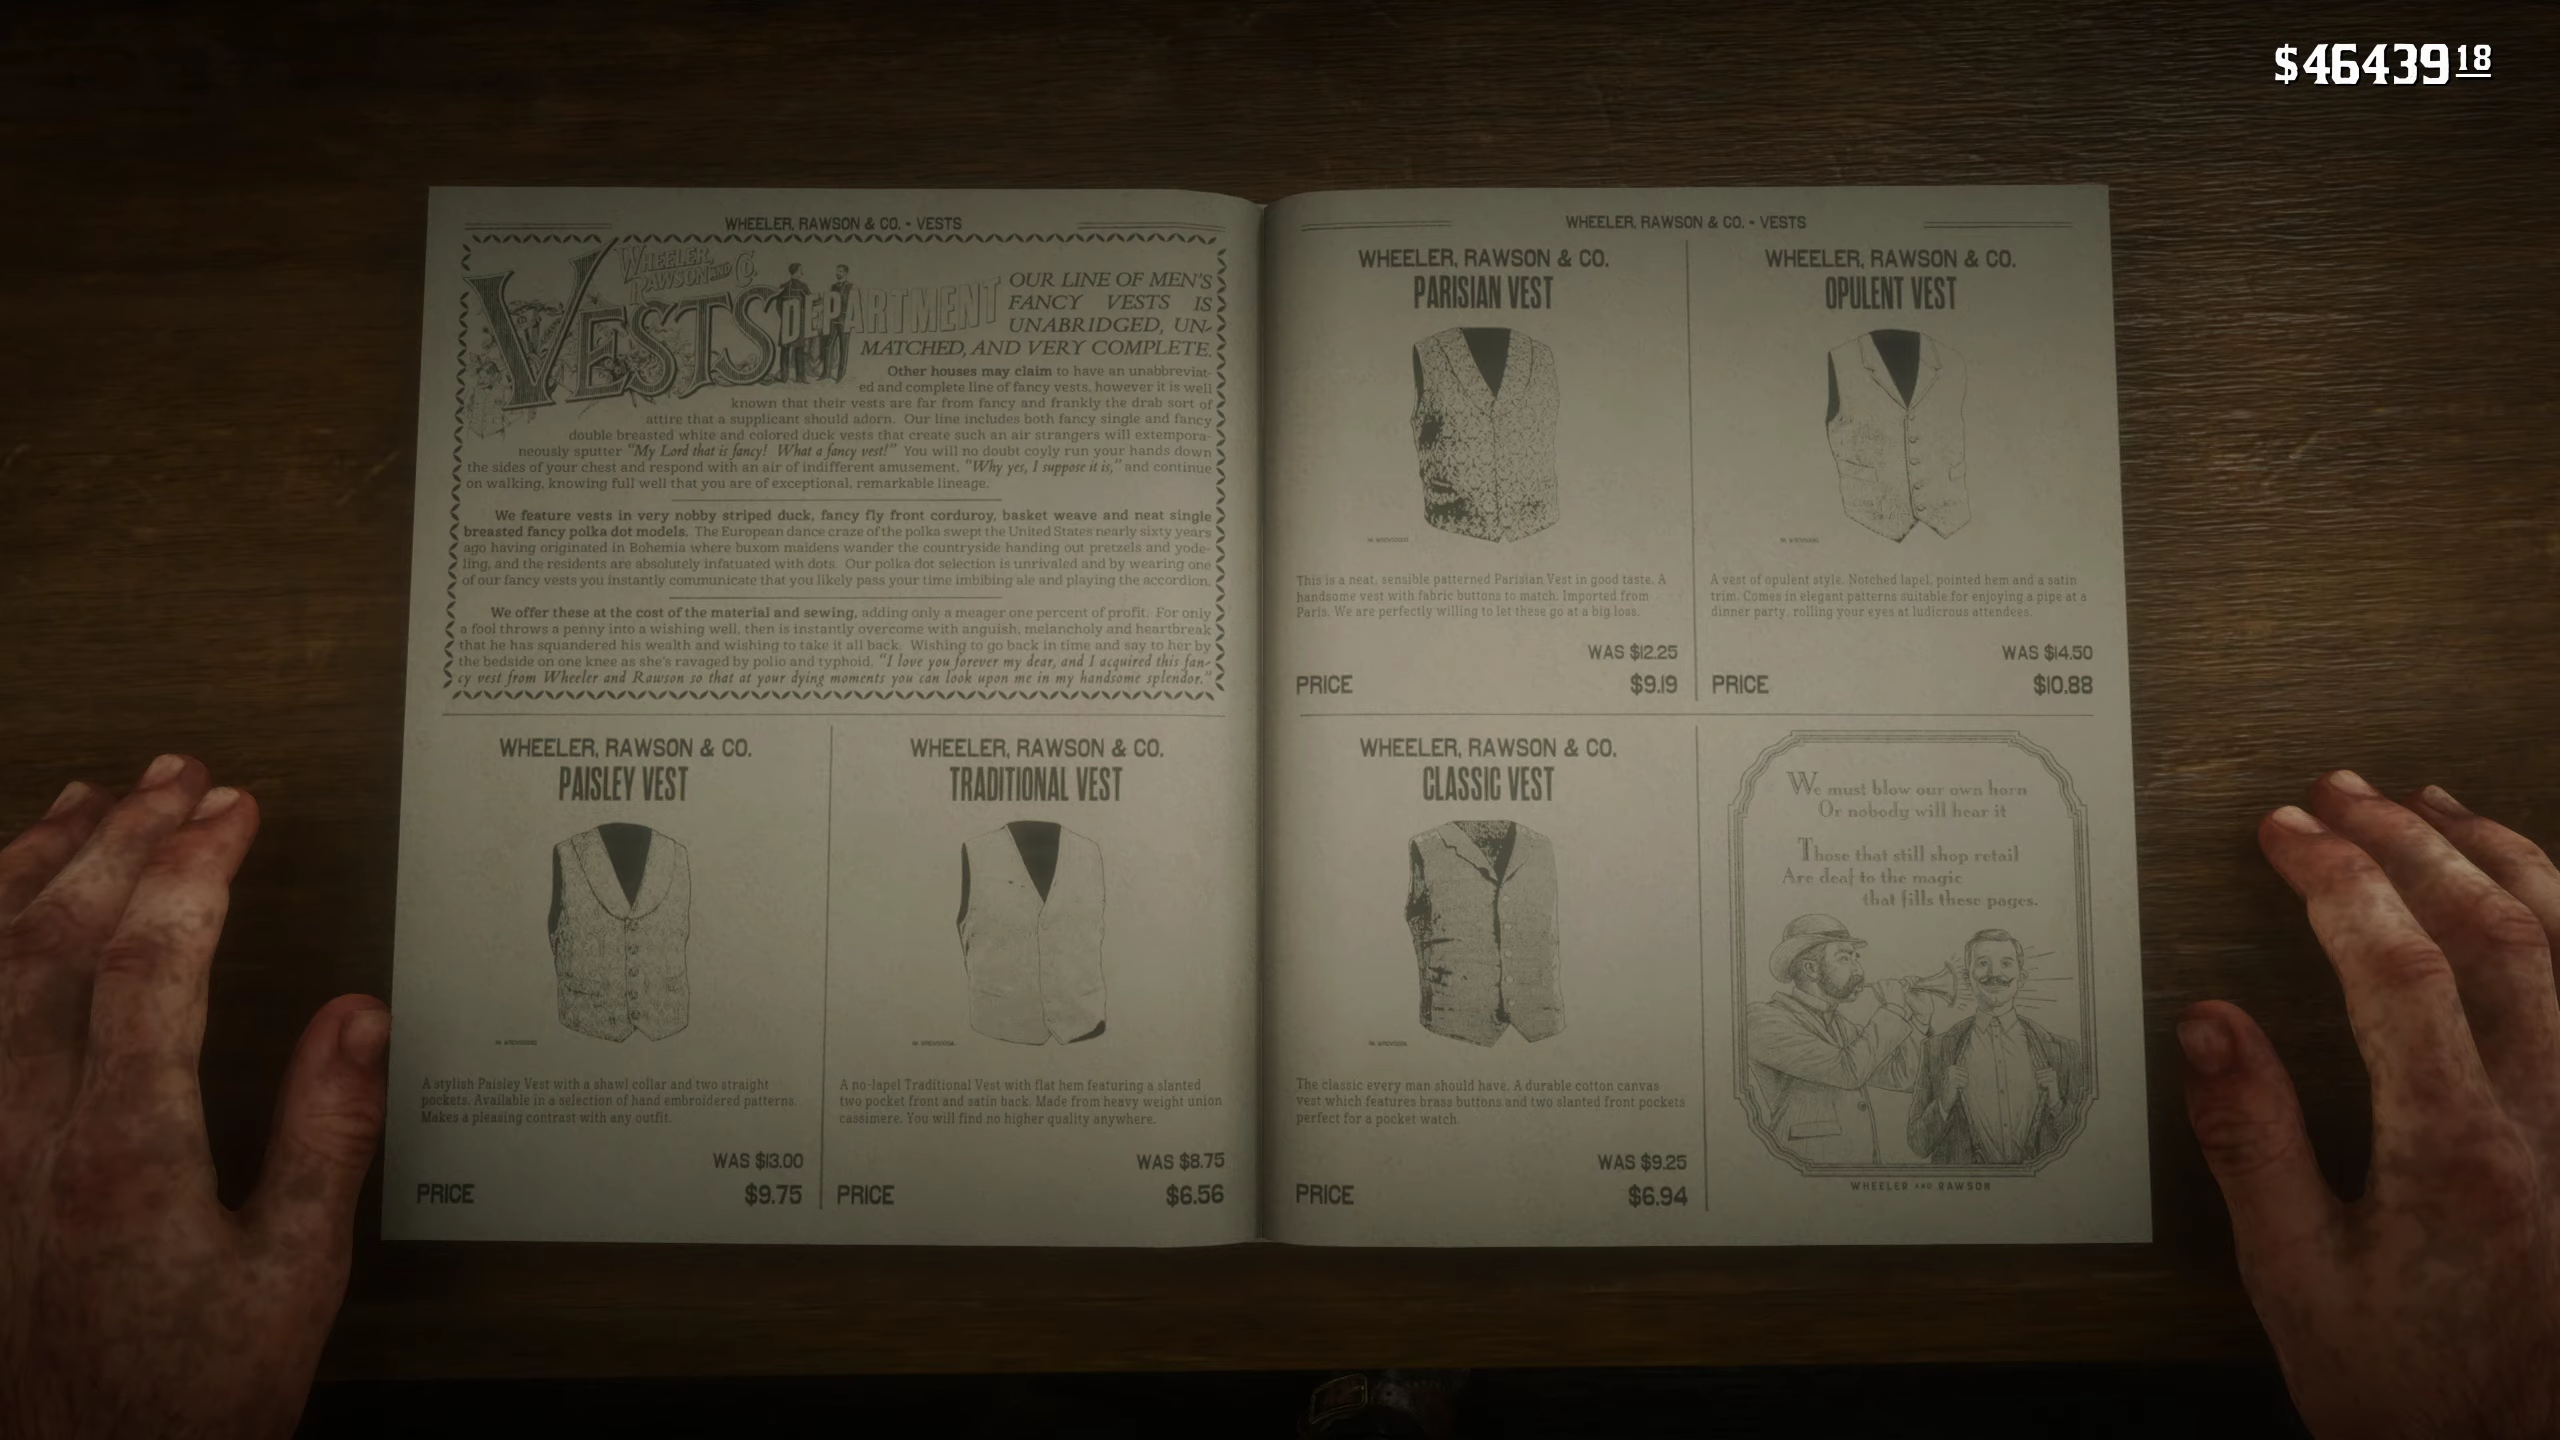 $46439 18
WHEELER, RAWSON & CO. - VESTS
WHEELER,
RAWSON AND CO.
VESTS DEPARTMENT
OUR LINE OF MEN'S
FANCY VESTS IS
UNABRIDGED, UN-
MATCHED, AND VERY COMPLETE.
Other houses may claim to have an unabbreviat-
ed and complete line of fancy vests, however it is well
known that their vests are far from fancy and frankly the drab sort of
attire that a supplicant should adorn. Our line includes both fancy single and fancy
double breasted white and colored duck vests that create such an air strangers will extempora-
neously sputter "My Lord that is fancy! What a fancy vest!" You will no doubt coyly run your hands down
the sides of your chest and respond with an air of indifferent amusement, "Why yes, I suppose it is," and continue
on walking, knowing full well that you are of exceptional, remarkable lineage.
We feature vests in very nobby striped duck, fancy fly front corduroy, basket weave and neat single
breasted fancy polka dot models. The European dance craze of the polka swept the United States nearly sixty years
ago having originated in Bohemia where buxom maidens wander the countryside handing out pretzels and yode-
ling, and the residents are absolutely infatuated with dots. Our polka dot selection is unrivaled and by wearing one
of our fancy vests you instantly communicate that you likely pass your time imbibing ale and playing the accordion.
We offer these at the cost of the material and sewing, adding only a meager one percent of profit. For only
a fool throws a penny into a wishing well, then is instantly overcome with anguish, melancholy and heartbreak
that he has squandered his wealth and wishing to take it all back. Wishing to go back in time and say to her by
the bedside on one knee as she's ravaged by polio and typhoid, "I love you forever my dear, and I acquired this fan-
cy vest from Wheeler and Rawson so that at your dying moments you can look upon me in my handsome splendor."
WHEELER, RAWSON & CO.
PAISLEY VEST
A stylish Paisley Vest with a shawl collar and two straight
pockets. Available in a selection of hand embroidered patterns.
Makes a pleasing contrast with any outfit.
WAS $13.00
PRICE $9.75
WHEELER, RAWSON & CO.
TRADITIONAL VEST
A no-lapel Traditional Vest with flat hem featuring a slanted
two pocket front and satin back. Made from heavy weight union
cassimere. You will find no higher quality anywhere.
WAS $8.75
PRICE $6.56
WHEELER, RAWSON & CO. - VESTS
WHEELER, RAWSON & CO.
PARISIAN VEST
This is a neat, sensible patterned Parisian Vest in good taste. A
handsome vest with fabric buttons to match. Imported from
Paris. We are perfectly willing to let these go at a big loss.
WAS $12.25
PRICE $9.19
WHEELER, RAWSON & CO.
OPULENT VEST
A vest of opulent style. Notched lapel, pointed hem and a satin
trim. Comes in elegant patterns suitable for enjoying a pipe at a
dinner party, rolling your eyes at ludicrous attendees.
WAS $14.50
PRICE $10.88
WHEELER, RAWSON & CO.
CLASSIC VEST
The classic every man should have. A durable cotton canvas
vest which features brass buttons and two slanted front pockets
perfect for a pocket watch.
WAS $9.25
PRICE $6.94
We must blow our own horn
Or nobody will hear it
Those that still shop retail
Are deaf to the magic
that fills these pages.
WHEELER AND RAWSON